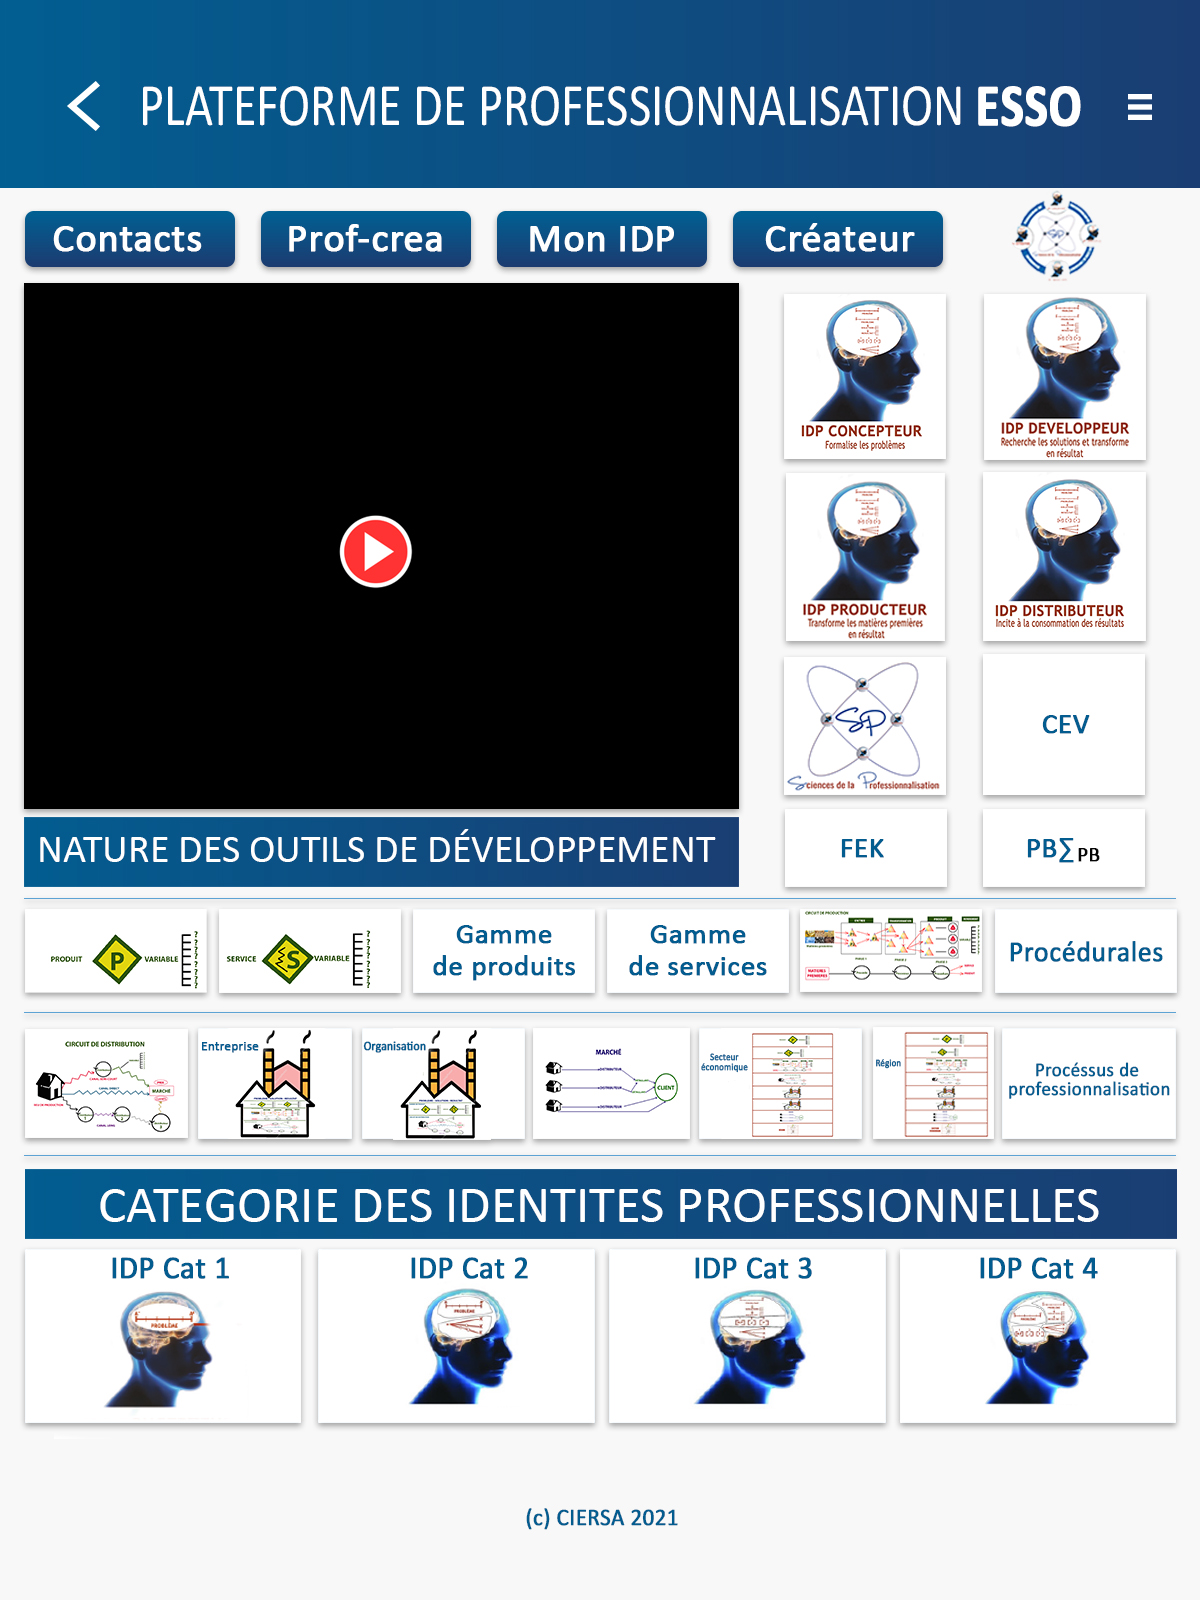 PLATEFORME DE PROFESSIONNALISATION ESSO
Contacts
Prof-crea
Mon IDP
Créateur
IDP CONCEPTEUR
Formalise les problèmes
IDP DEVELOPPEUR
Recherche les solutions et transforme
en résultat
IDP PRODUCTEUR
Transforme les matières premières
en résultat
IDP DISTRIBUTEUR
Incite à la consommation des résultats
SP
Sciences de la Professionnalisation
CEV
FEK
PB∑ PB
NATURE DES OUTILS DE DÉVELOPPEMENT
PRODUIT P VARIABLE
SERVICE S VARIABLE
Gamme
de produits
Gamme
de services
CIRCUIT DE PRODUCTION
Procédurales
CIRCUIT DE DISTRIBUTION
MARCHÉ
Entreprise
Organisation
MARCHÉ
CLIENT
Secteur
économique
Région
Procéssus de
professionnalisation
CATEGORIE DES IDENTITES PROFESSIONNELLES
IDP Cat 1
PROBLÈME
IDP Cat 2
PROBLÈME
IDP Cat 3
IDP Cat 4
(c) CIERSA 2021